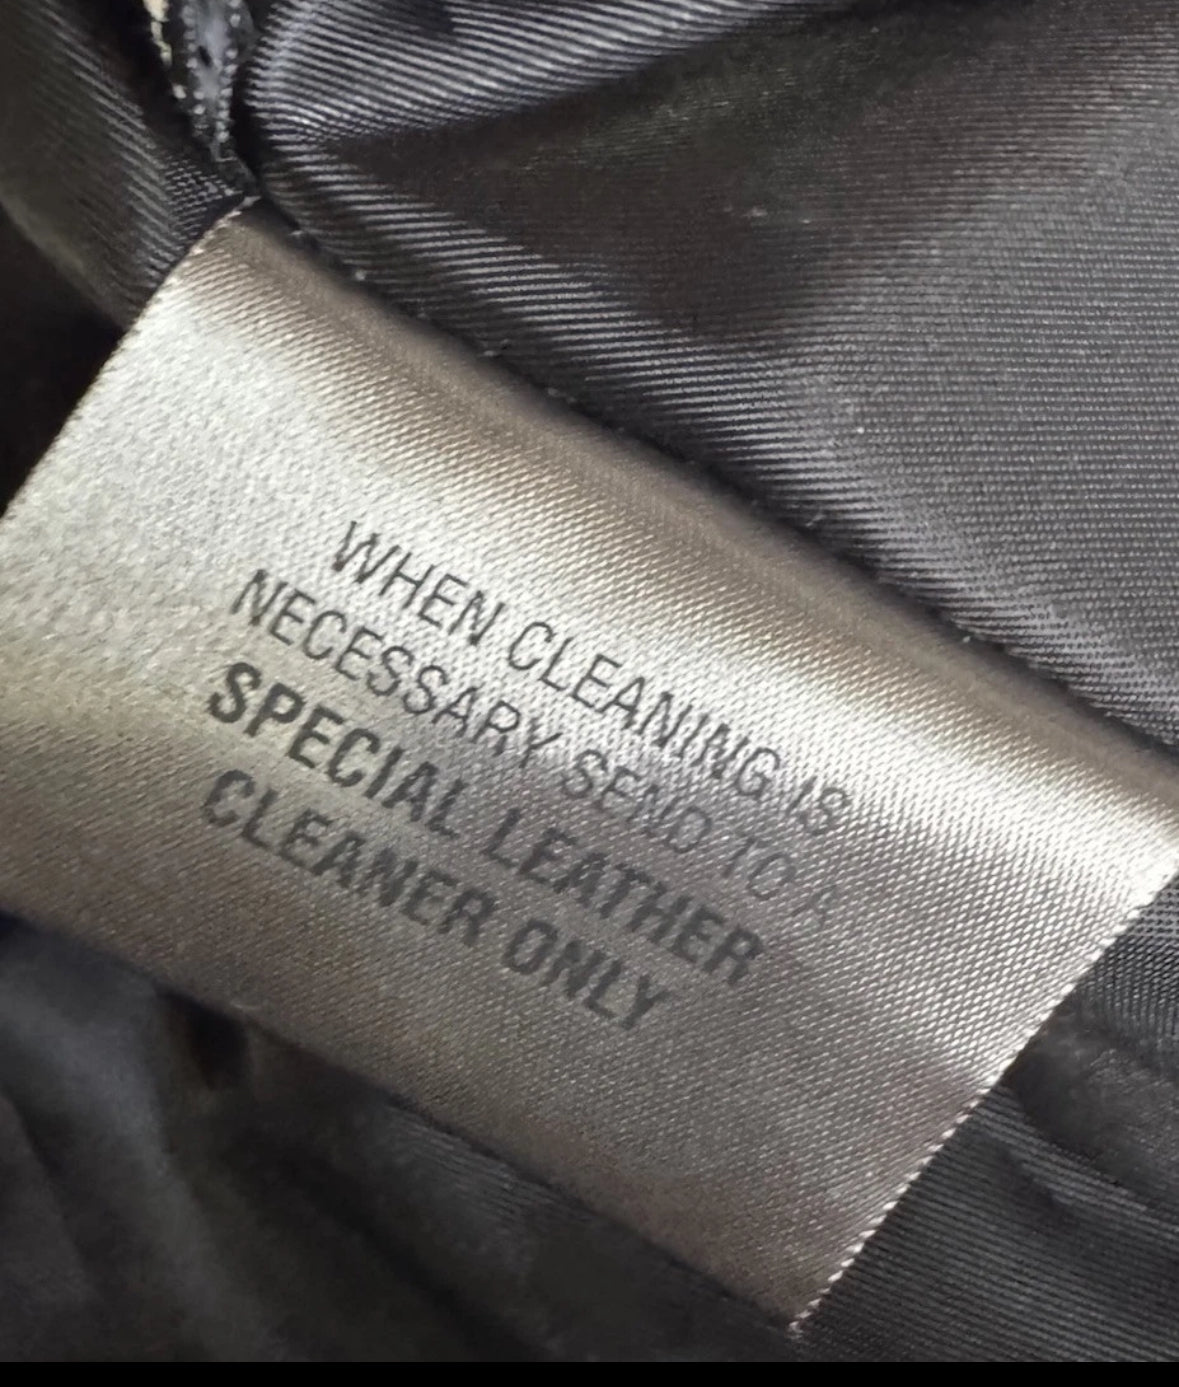 WHEN CLEANING IS
NECESSARY SEND TO A
SPECIAL LEATHER
CLEANER ONLY